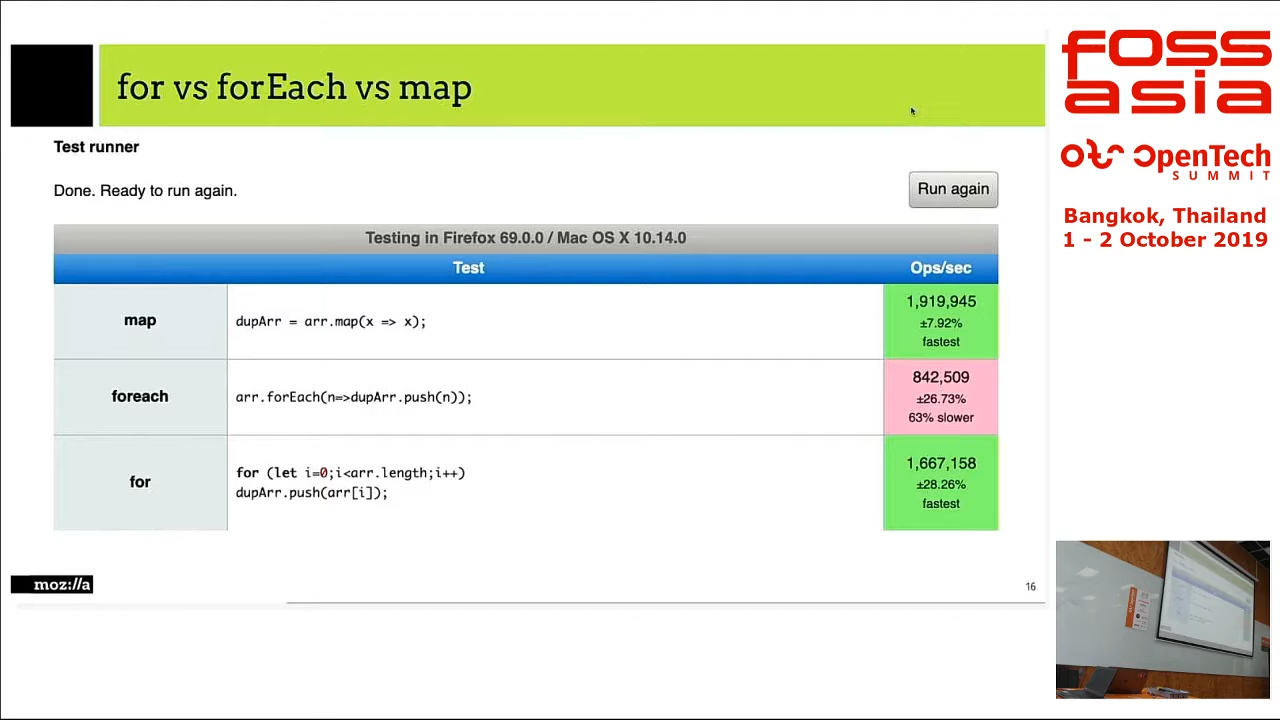 for vs forEach vs map
Test runner
Done. Ready to run again.
Run again
Testing in Firefox 69.0.0 / Mac OS X 10.14.0
Test
Ops/sec
map
dupArr = arr.map(x => x);
1,919,945
±7.92%
fastest
foreach
arr.forEach(n=>dupArr.push(n));
842,509
±26.73%
63% slower
for
for (let i=0;i<arr.length;i++)
dupArr.push(arr[i]);
1,667,158
±28.26%
fastest
moz://a
16
foss
asia
OpenTech
SUMMIT
Bangkok, Thailand
1 - 2 October 2019